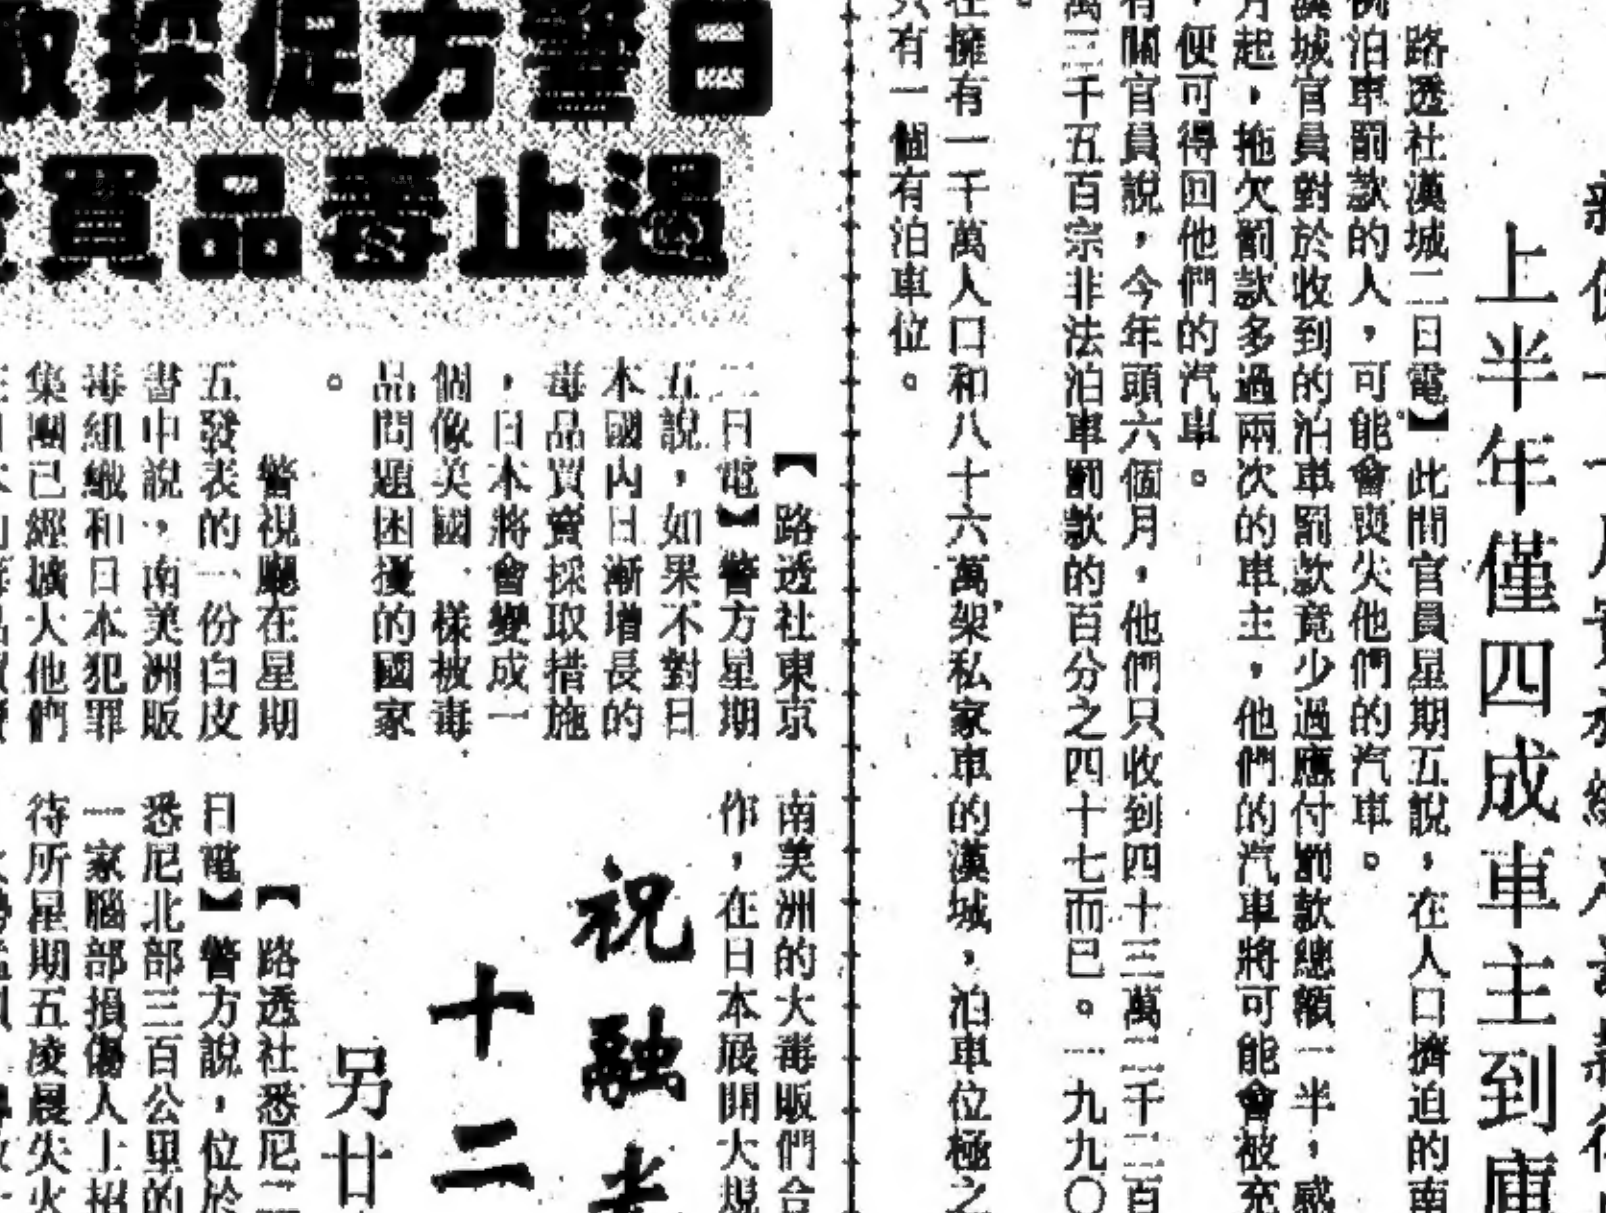 上半年僅四成車主到庫
路透社漢城二日電】此間官員星期五說，在人口擠迫的南
泊車罰款的人，可能會喪失他們的汽車。
漢城官員對於收到的泊車罰款竟少過應付罰款總額一半，感
月起，拖欠罰款多過兩次的車主，他們的汽車將可能會被充
，便可得回他們的汽車。
有關官員說，今年頭六個月，他們只收到四十三萬二千二百
萬三千五百宗非法泊車罰款的百分之四十七而已。一九九〇
在擁有一千萬人口和八十六萬架私家車的漢城，泊車位極之
只有一個有泊車位。
日警方促採取
遏止毒品買
【路透社東京
二日電】警方星期
五說，如果不對日
本國內日漸增長的
毒品買賣採取措施
，日本將會變成一
個像美國一樣被毒
品問題困擾的國家
。
警視廳在星期
五發表的一份白皮
書中說，南美洲販
毒組織和日本犯罪
集團已經擴大他們
南美洲的大毒販們合
作，在日本展開大規
祝融
十二
另廿
【路透社悉尼二
日電】警方說，位於
悉尼北部三百公里的
一家腦部損傷人士招
待所星期五凌晨失火